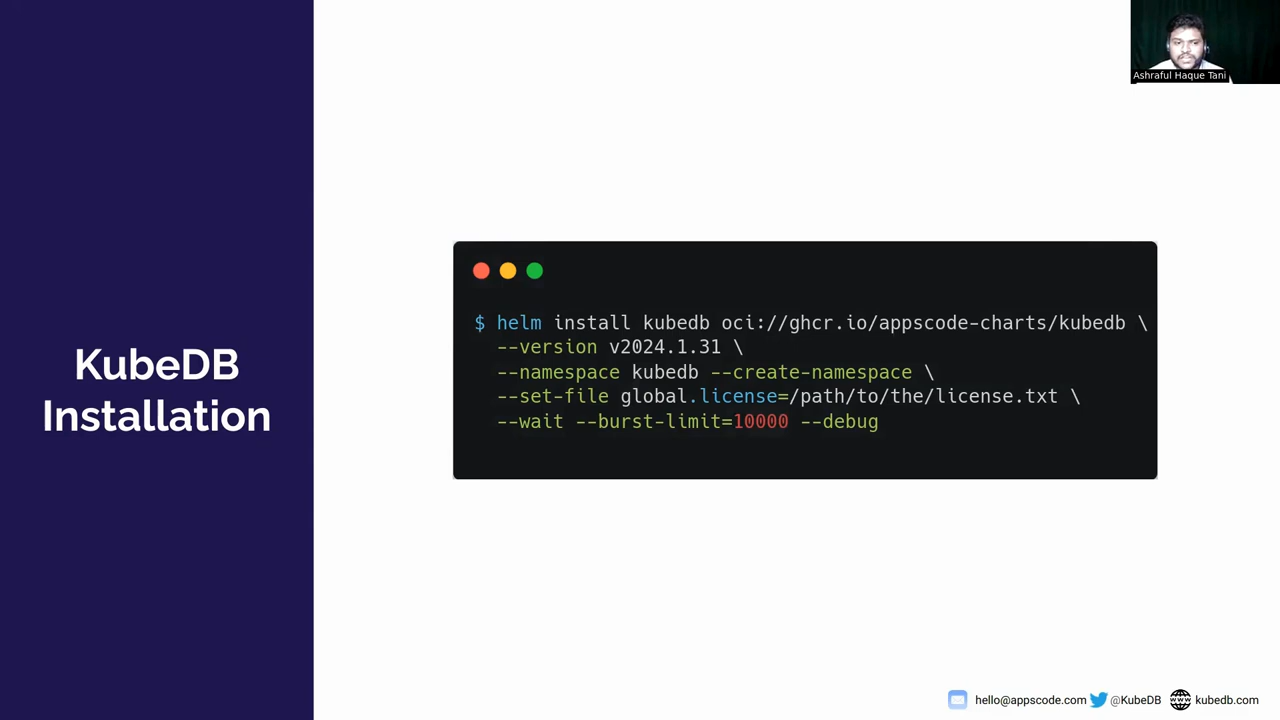 Ashraful Haque Tani
KubeDB
Installation
$ helm install kubedb oci://ghcr.io/appscode-charts/kubedb \
--version v2024.1.31 \
--namespace kubedb --create-namespace \
--set-file global.license=/path/to/the/license.txt \
--wait --burst-limit=10000 --debug
hello@appscode.com @KubeDB kubedb.com